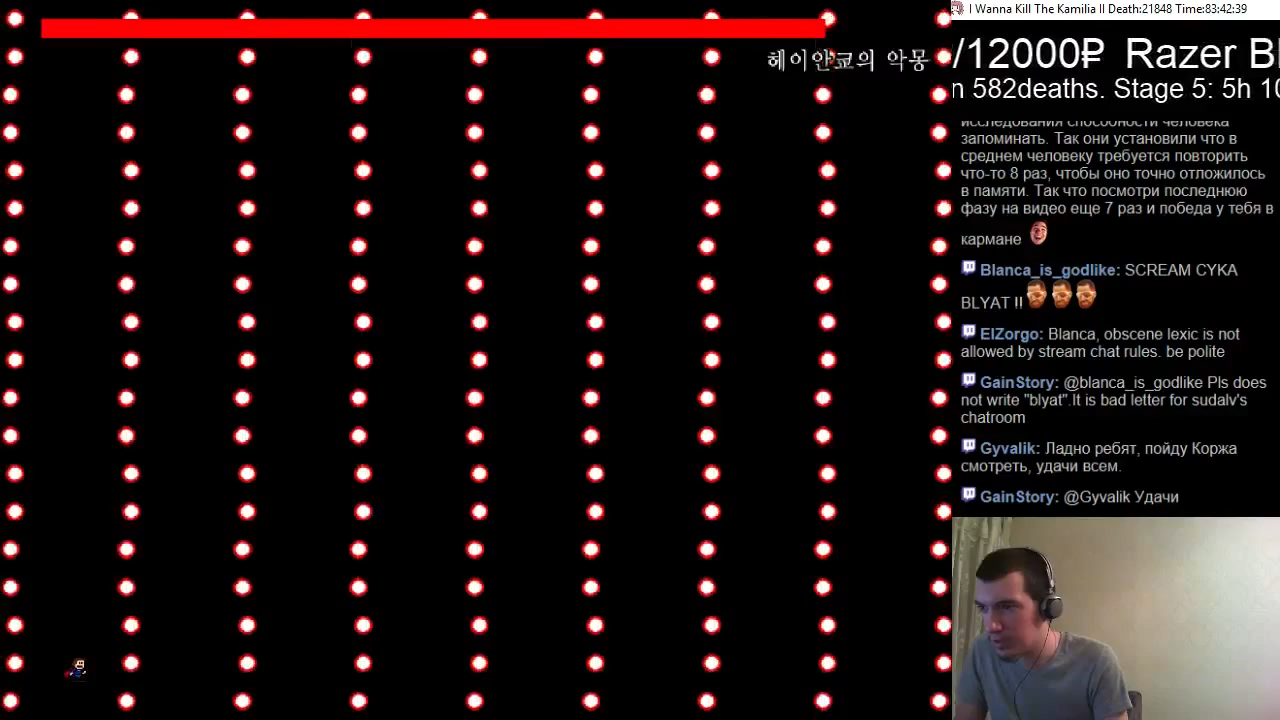 I Wanna Kill The Kamilia II Death:21848 Time:83:42:39
헤이안쿄의 악몽
/12000₽ Razer Bl
n 582deaths. Stage 5: 5h 10
исследования способности человека
запоминать. Так они установили что в
среднем человеку требуется повторить
что-то 8 раз, чтобы оно точно отложилось
в памяти. Так что посмотри последнюю
фазу на видео еще 7 раз и победа у тебя в
кармане
Blanca_is_godlike: SCREAM CYKA
BLYAT !!
ElZorgo: Blanca, obscene lexic is not
allowed by stream chat rules. be polite
GainStory: @blanca_is_godlike Pls does
not write "blyat".It is bad letter for sudalv's
chatroom
Gyvalik: Ладно ребят, пойду Коржа
смотреть, удачи всем.
GainStory: @Gyvalik Удачи